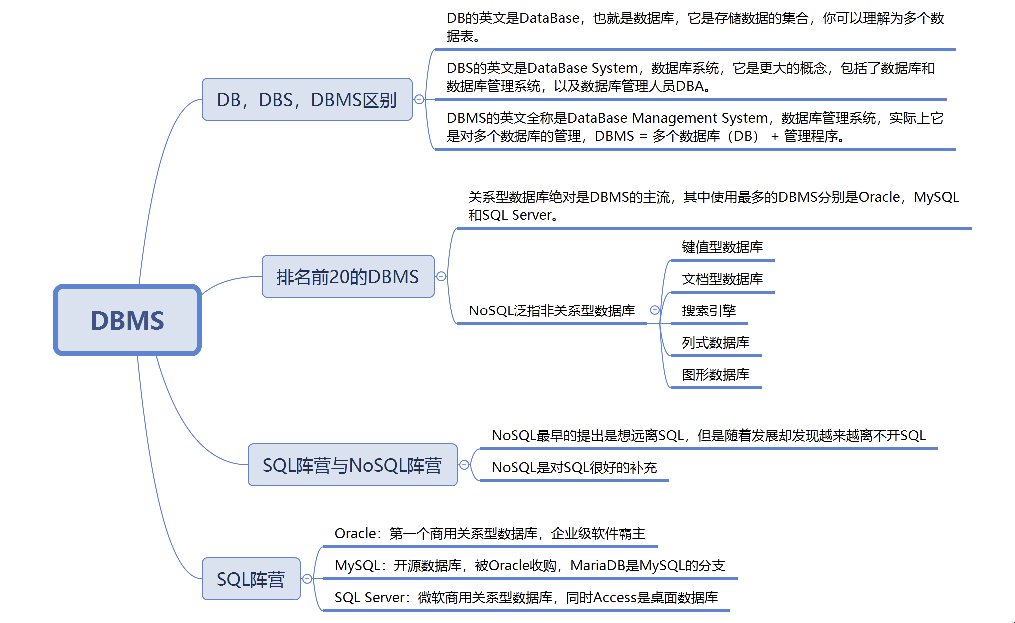 DB的英文是DataBase，也就是数据库，它是存储数据的集合，你可以理解为多个数
据表。
DBS的英文是DataBase System，数据库系统，它是更大的概念，包括了数据库和
数据库管理系统，以及数据库管理人员DBA。
DB，DBS，DBMS区别
DBMS的英文全称是DataBase Management System，数据库管理系统，实际上它
是对多个数据库的管理，DBMS = 多个数据库（DB） + 管理程序。
关系型数据库绝对是DBMS的主流，其中使用最多的DBMS分别是Oracle，MySQL
和SQL Server。
排名前20的DBMS
NoSQL泛指非关系型数据库
键值型数据库
文档型数据库
搜索引擎
列式数据库
图形数据库
DBMS
NoSQL最早的提出是想远离SQL，但是随着发展却发现越来越离不开SQL
SQL阵营与NoSQL阵营
NoSQL是对SQL很好的补充
Oracle：第一个商用关系型数据库，企业级软件霸主
MySQL：开源数据库，被Oracle收购，MariaDB是MySQL的分支
SQL阵营
SQL Server：微软商用关系型数据库，同时Access是桌面数据库